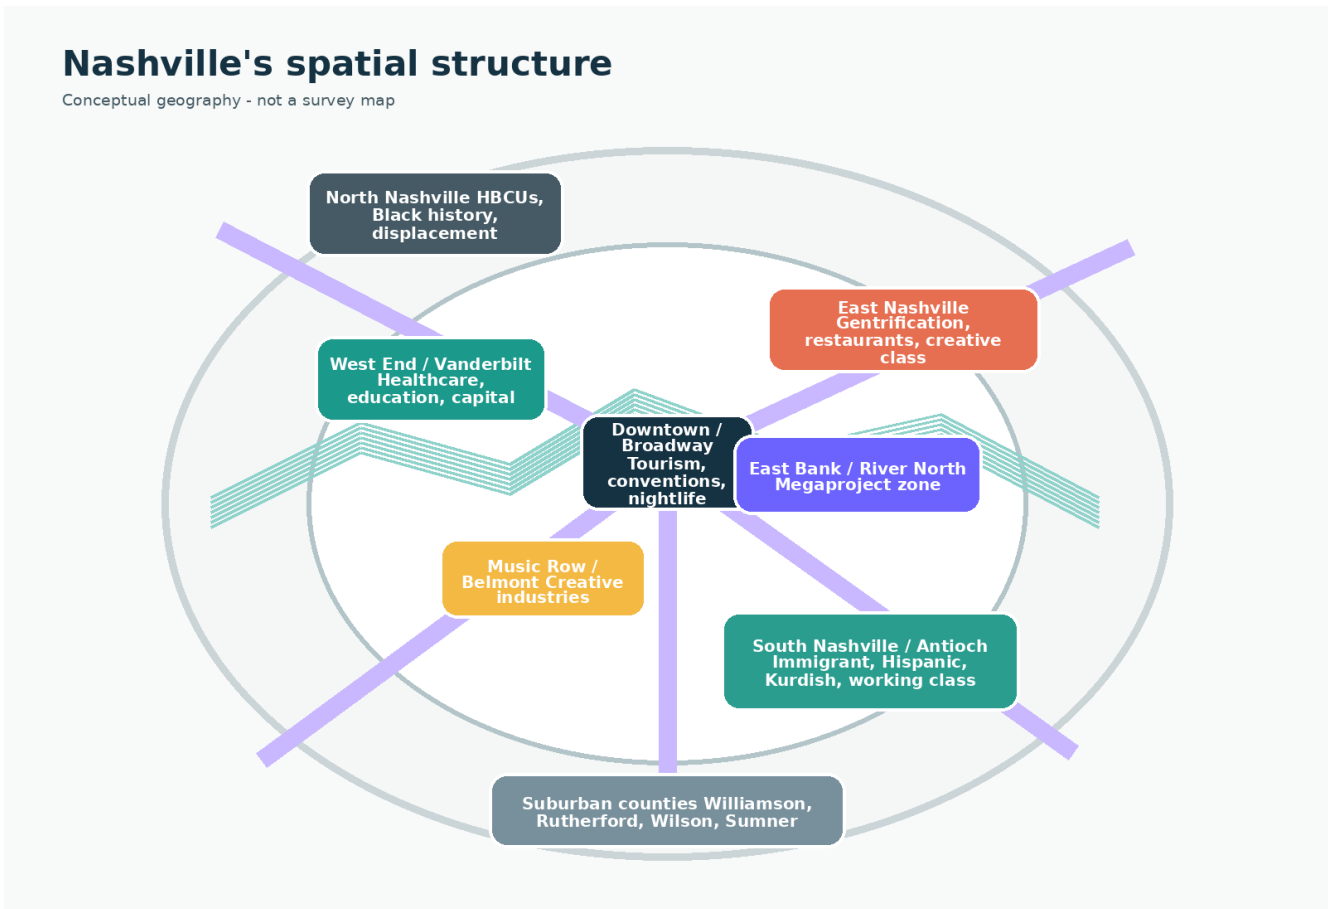 Nashville's spatial structure
Conceptual geography - not a survey map
North Nashville HBCUs,
Black history,
displacement
East Nashville
Gentrification,
restaurants, creative
class
West End / Vanderbilt
Healthcare,
education, capital
Downtown /
Broadway
Tourism,
conventions,
nightlife
East Bank / River North
Megaproject zone
Music Row /
Belmont Creative
industries
South Nashville / Antioch
Immigrant, Hispanic,
Kurdish, working class
Suburban counties Williamson,
Rutherford, Wilson, Sumner